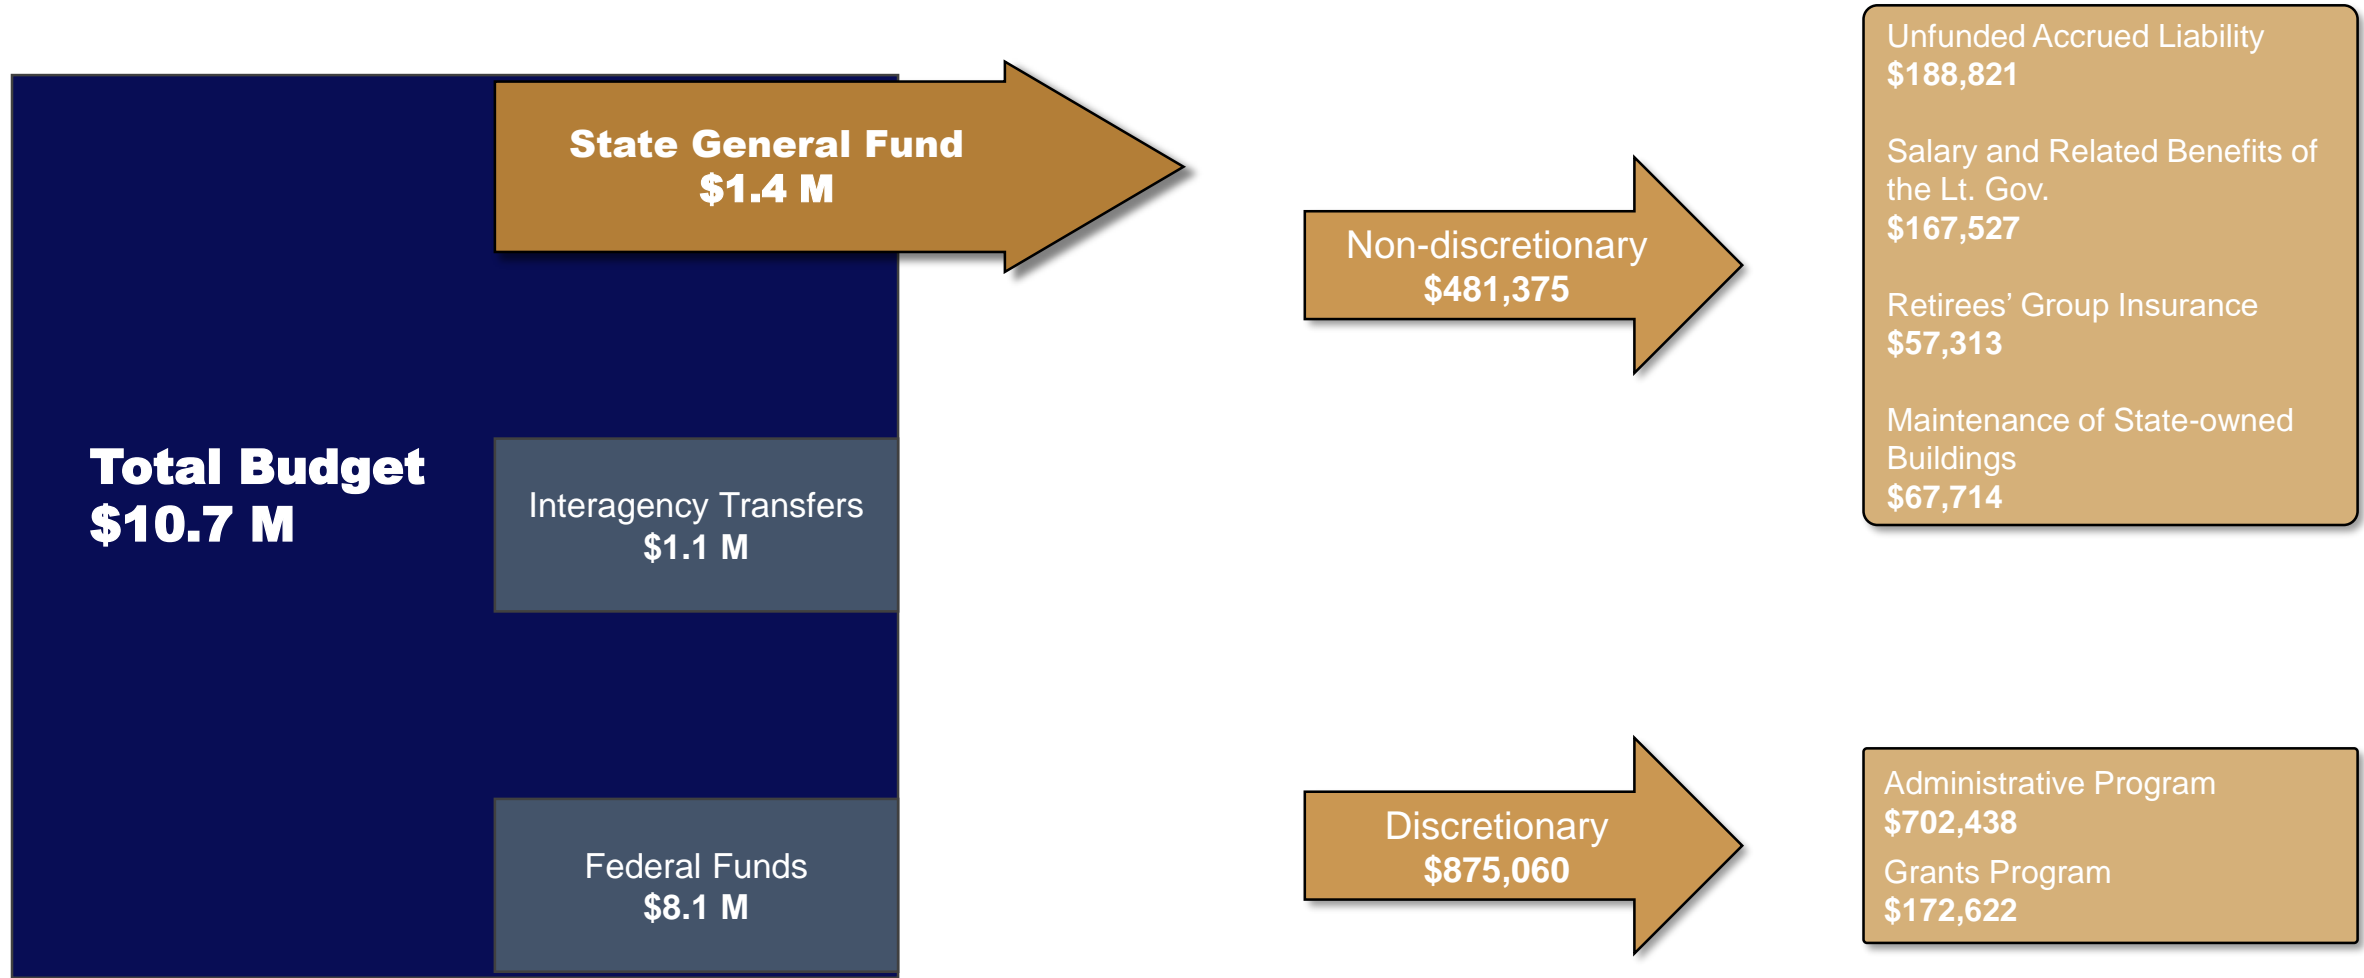 Total Budget
$10.7 M
State General Fund
$1.4 M
Interagency Transfers
$1.1 M
Federal Funds
$8.1 M
Non-discretionary
$481,375
Discretionary
$875,060
Unfunded Accrued Liability
$188,821
Salary and Related Benefits of
the Lt. Gov.
$167,527
Retirees’ Group Insurance
$57,313
Maintenance of State-owned
Buildings
$67,714
Administrative Program
$702,438
Grants Program
$172,622